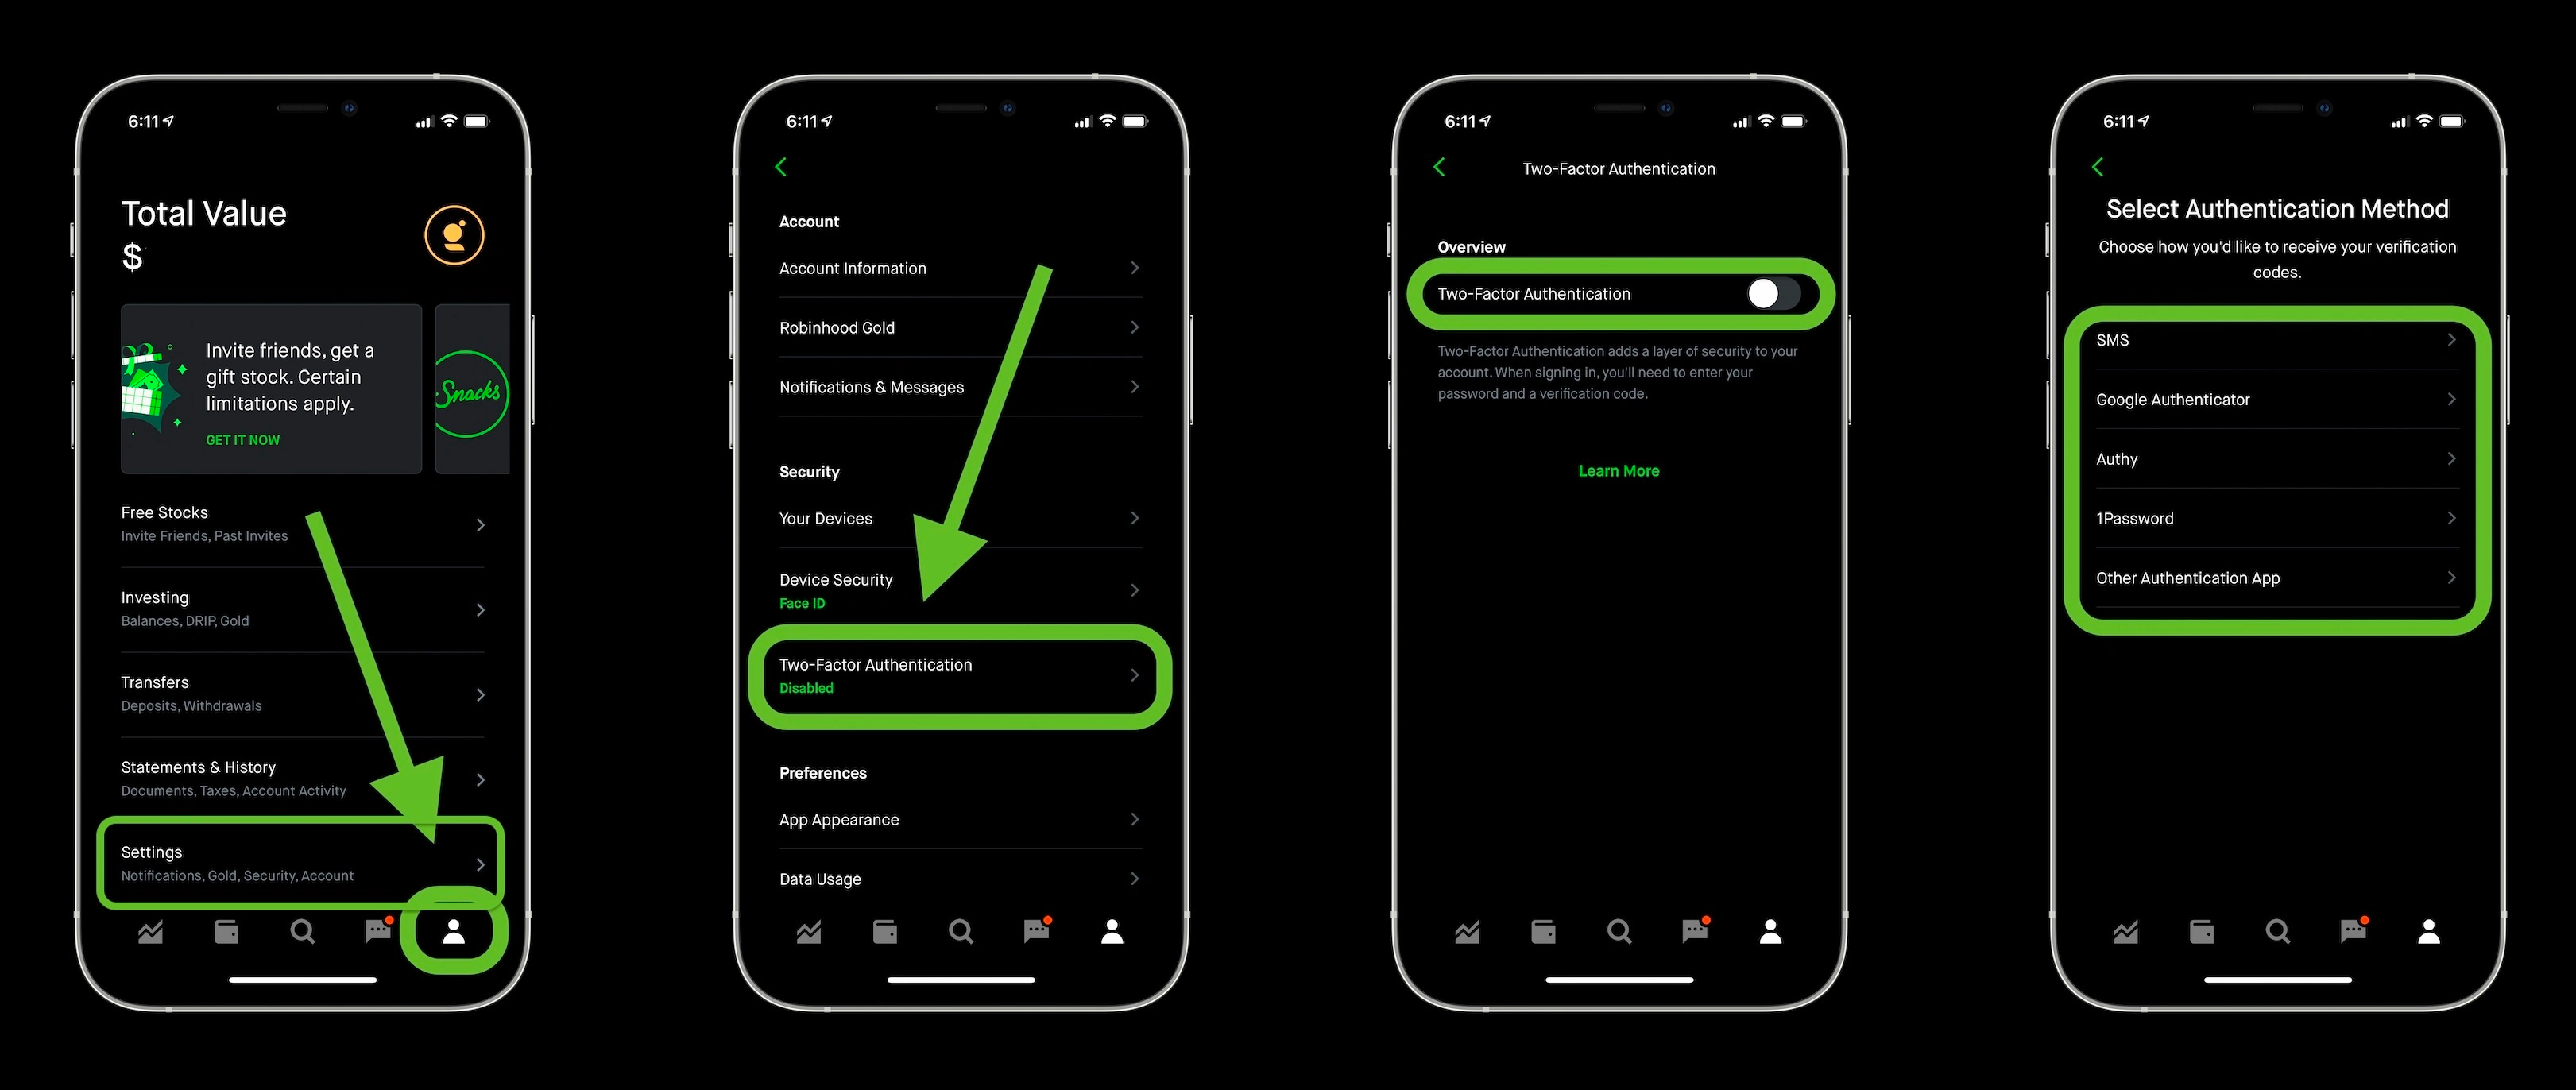 6:11
Total Value
$
Invite friends, get a
gift stock. Certain
limitations apply.
GET IT NOW
Snacks
Free Stocks
Invite Friends, Past Invites
Investing
Balances, DRIP, Gold
Transfers
Deposits, Withdrawals
Statements & History
Documents, Taxes, Account Activity
Settings
Notifications, Gold, Security, Account
6:11
Account
Account Information
Robinhood Gold
Notifications & Messages
Security
Your Devices
Device Security
Face ID
Two-Factor Authentication
Disabled
Preferences
App Appearance
Data Usage
6:11
Two-Factor Authentication
Overview
Two-Factor Authentication
Two-Factor Authentication adds a layer of security to your
account. When signing in, you'll need to enter your
password and a verification code.
Learn More
6:11
Select Authentication Method
Choose how you'd like to receive your verification
codes.
SMS
Google Authenticator
Authy
1Password
Other Authentication App